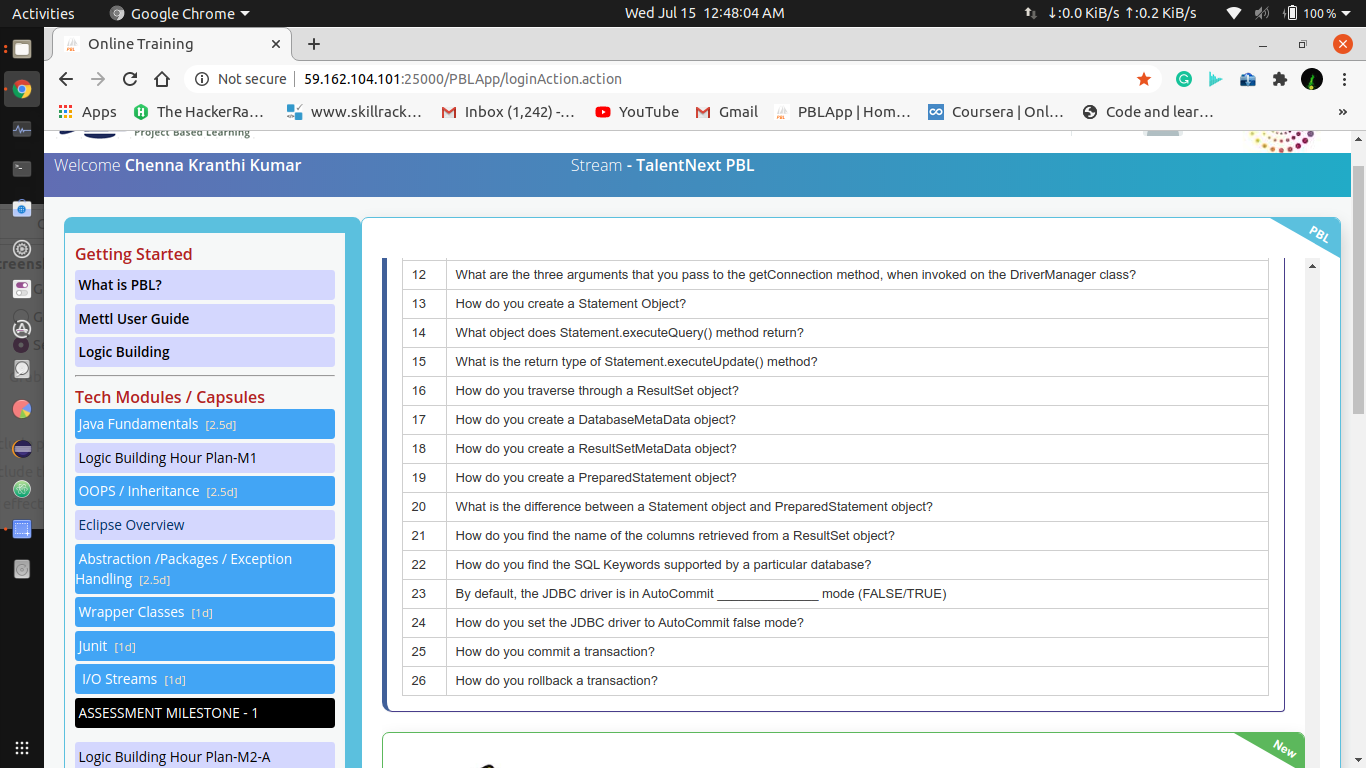 Activities
Google Chrome
Wed Jul 15 12:48:04 AM
↓:0.0 KiB/s ↑:0.2 KiB/s
100 %
Online Training
Not secure
59.162.104.101:25000/PBLApp/loginAction.action
Apps
The HackerRa...
www.skillrack...
Inbox (1,242) -...
YouTube
Gmail
PBLApp | Hom...
Coursera | Onl...
Code and lear...
»
Project Based Learning
Welcome Chenna Kranthi Kumar
Stream - TalentNext PBL
PBL
Getting Started
What is PBL?
Mettl User Guide
Logic Building
Tech Modules / Capsules
Java Fundamentals [2.5d]
Logic Building Hour Plan-M1
OOPS / Inheritance [2.5d]
Eclipse Overview
Abstraction /Packages / Exception
Handling [2.5d]
Wrapper Classes [1d]
Junit [1d]
I/O Streams [1d]
ASSESSMENT MILESTONE - 1
Logic Building Hour Plan-M2-A
12 What are the three arguments that you pass to the getConnection method, when invoked on the DriverManager class?
13 How do you create a Statement Object?
14 What object does Statement.executeQuery() method return?
15 What is the return type of Statement.executeUpdate() method?
16 How do you traverse through a ResultSet object?
17 How do you create a DatabaseMetaData object?
18 How do you create a ResultSetMetaData object?
19 How do you create a PreparedStatement object?
20 What is the difference between a Statement object and PreparedStatement object?
21 How do you find the name of the columns retrieved from a ResultSet object?
22 How do you find the SQL Keywords supported by a particular database?
23 By default, the JDBC driver is in AutoCommit ______________ mode (FALSE/TRUE)
24 How do you set the JDBC driver to AutoCommit false mode?
25 How do you commit a transaction?
26 How do you rollback a transaction?
New